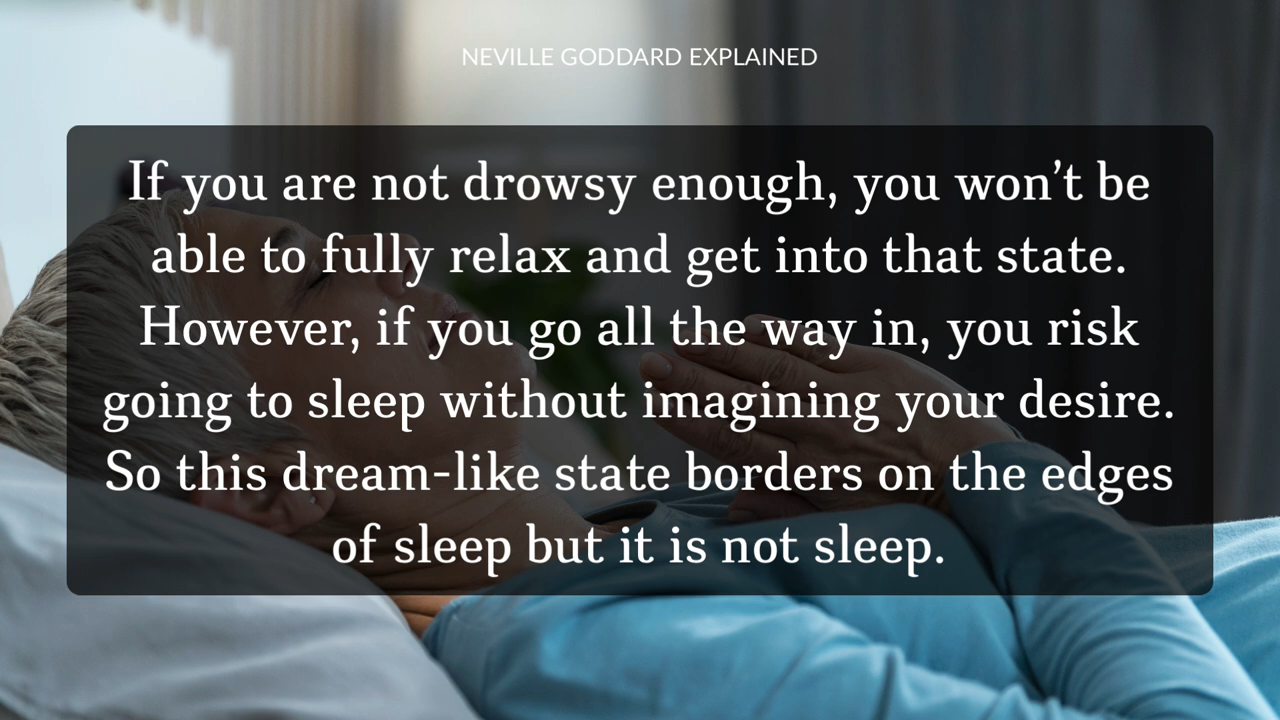 NEVILLE GODDARD EXPLAINED
If you are not drowsy enough, you won’t be
able to fully relax and get into that state.
However, if you go all the way in, you risk
going to sleep without imagining your desire.
So this dream-like state borders on the edges
of sleep but it is not sleep.